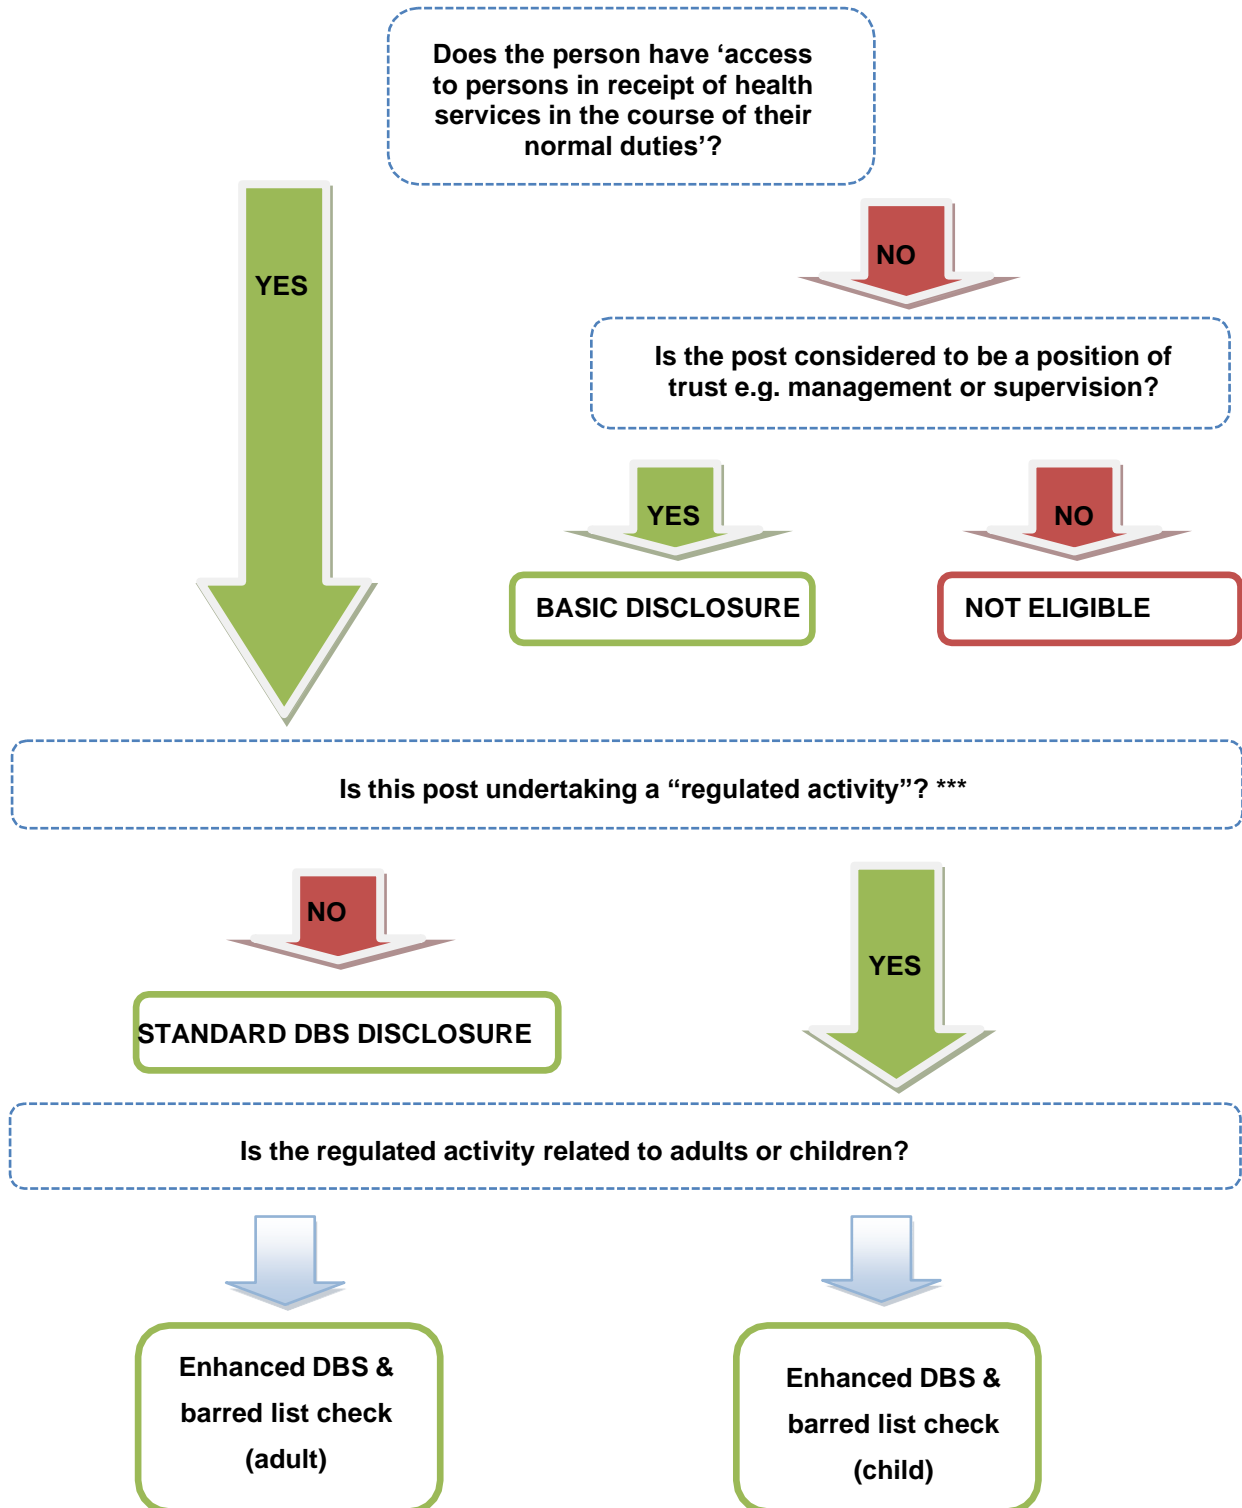 Does the person have ‘access
to persons in receipt of health
services in the course of their
normal duties’?
YES
NO
Is the post considered to be a position of
trust e.g. management or supervision?
YES
NO
BASIC DISCLOSURE
NOT ELIGIBLE
Is this post undertaking a “regulated activity”? ***
NO
YES
STANDARD DBS DISCLOSURE
Is the regulated activity related to adults or children?
Enhanced DBS &
barred list check
(adult)
Enhanced DBS &
barred list check
(child)